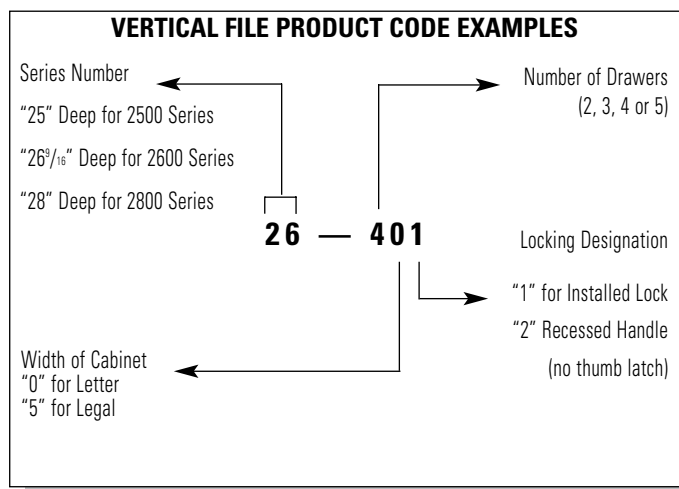 VERTICAL FILE PRODUCT CODE EXAMPLES
Series Number
“25” Deep for 2500 Series
“26⁹/₁₆” Deep for 2600 Series
“28” Deep for 2800 Series
Number of Drawers
(2, 3, 4 or 5)
26 — 401
Locking Designation
“1” for Installed Lock
“2” Recessed Handle
(no thumb latch)
Width of Cabinet
“0” for Letter
“5” for Legal